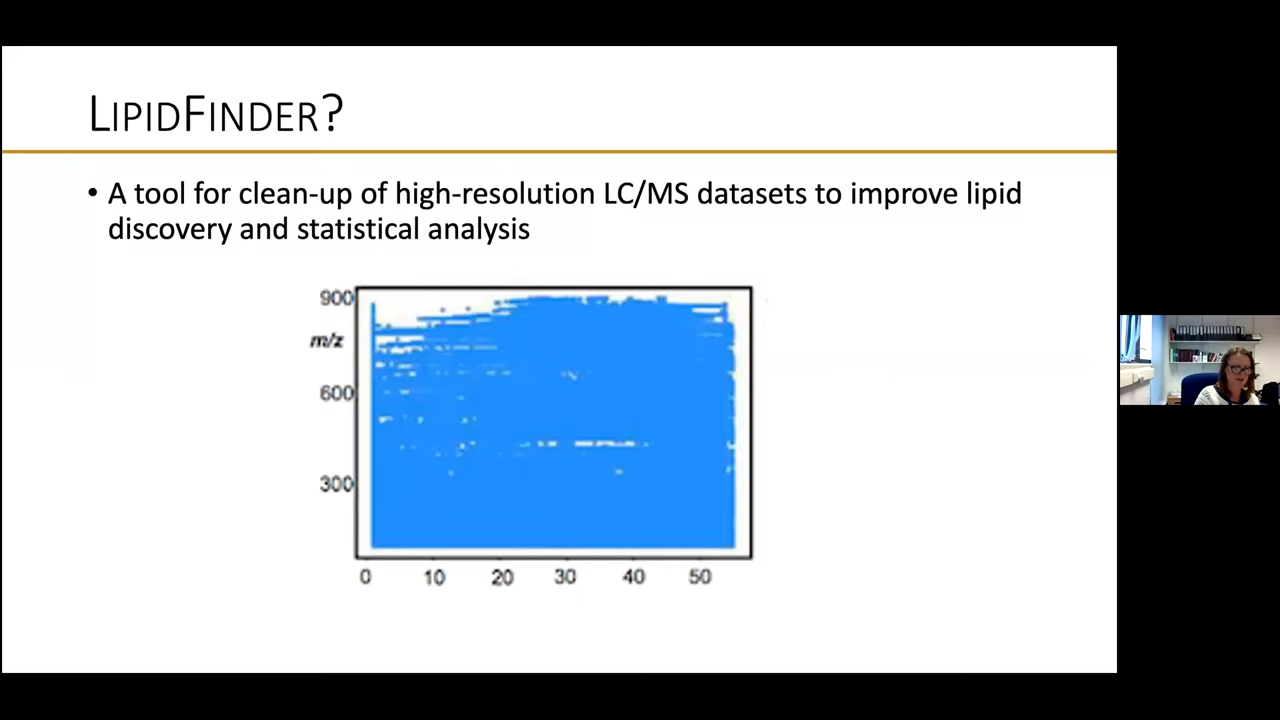 LIPIDFINDER?
• A tool for clean-up of high-resolution LC/MS datasets to improve lipid
discovery and statistical analysis
900
m/z
600
300
0 10 20 30 40 50